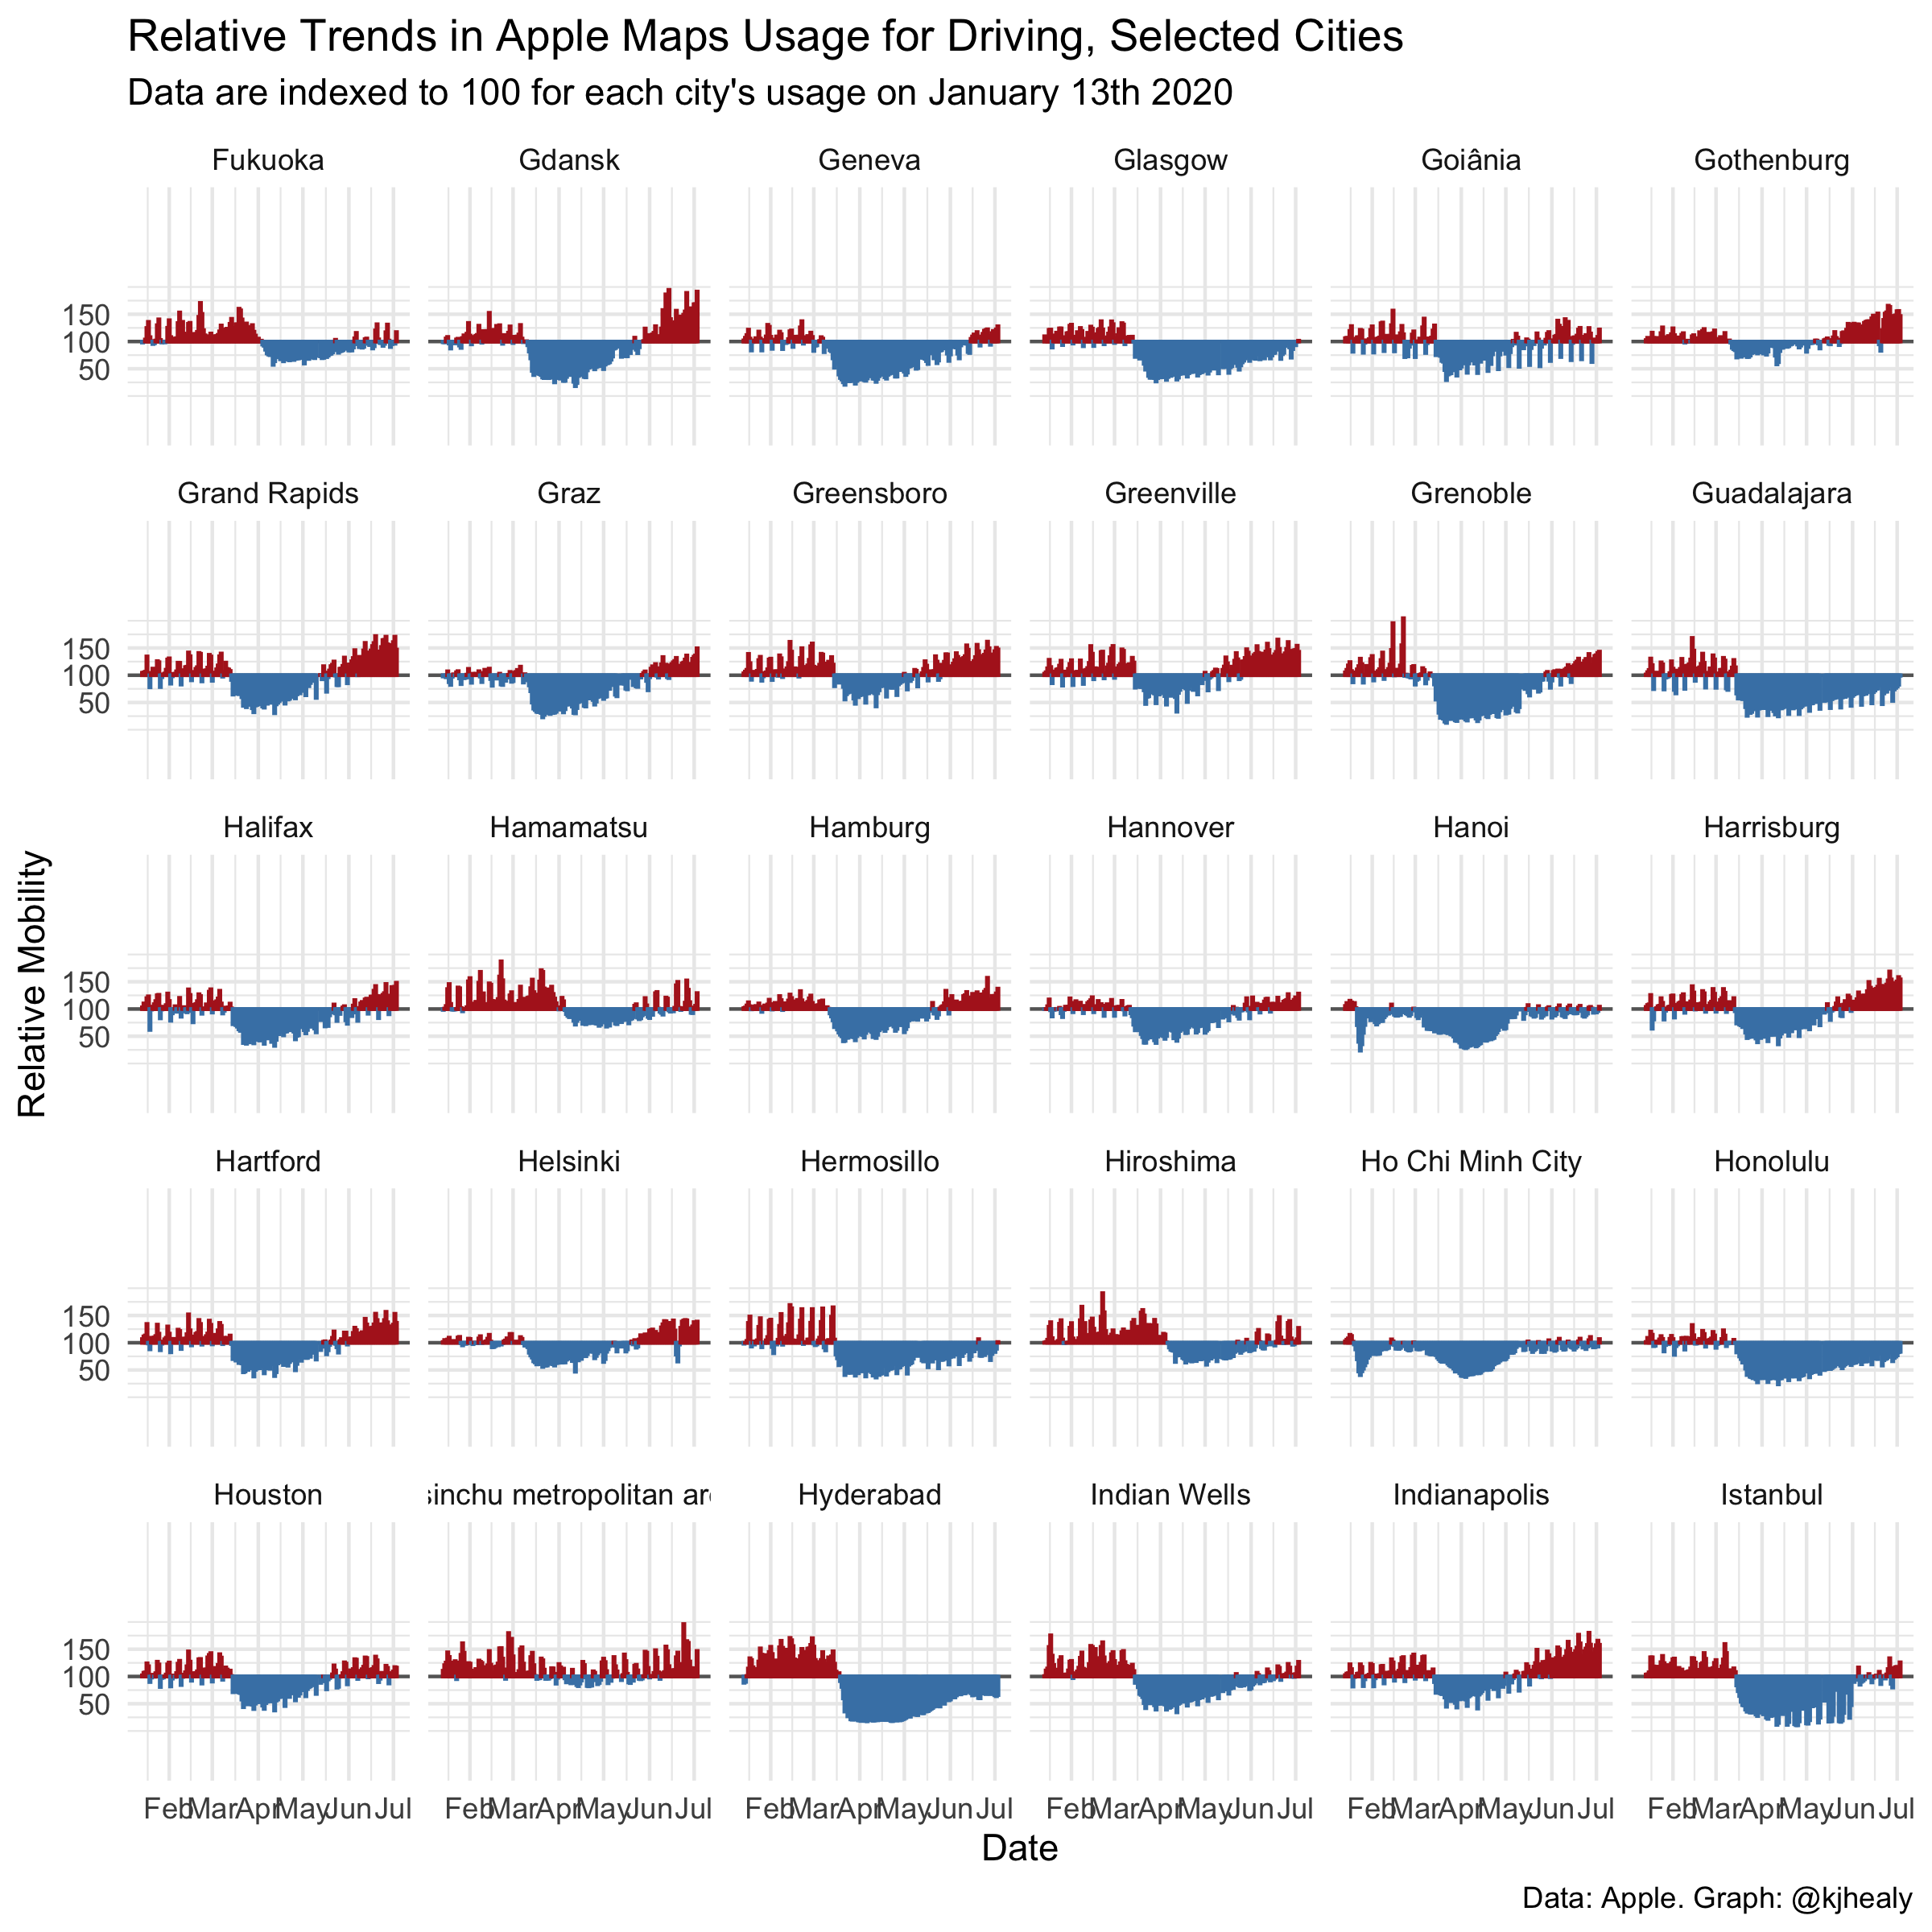 Relative Trends in Apple Maps Usage for Driving, Selected Cities
Data are indexed to 100 for each city's usage on January 13th 2020
Fukuoka Gdansk Geneva Glasgow Goiânia Gothenburg
150
100
50
Grand Rapids Graz Greensboro Greenville Grenoble Guadalajara
150
100
50
Halifax Hamamatsu Hamburg Hannover Hanoi Harrisburg
150
100
50
Relative Mobility
Hartford Helsinki Hermosillo Hiroshima Ho Chi Minh City Honolulu
150
100
50
Houston sinchu metropolitan are Hyderabad Indian Wells Indianapolis Istanbul
150
100
50
Feb Mar Apr May Jun Jul Feb Mar Apr May Jun Jul Feb Mar Apr May Jun Jul Feb Mar Apr May Jun Jul Feb Mar Apr May Jun Jul Feb Mar Apr May Jun Jul
Date
Data: Apple. Graph: @kjhealy